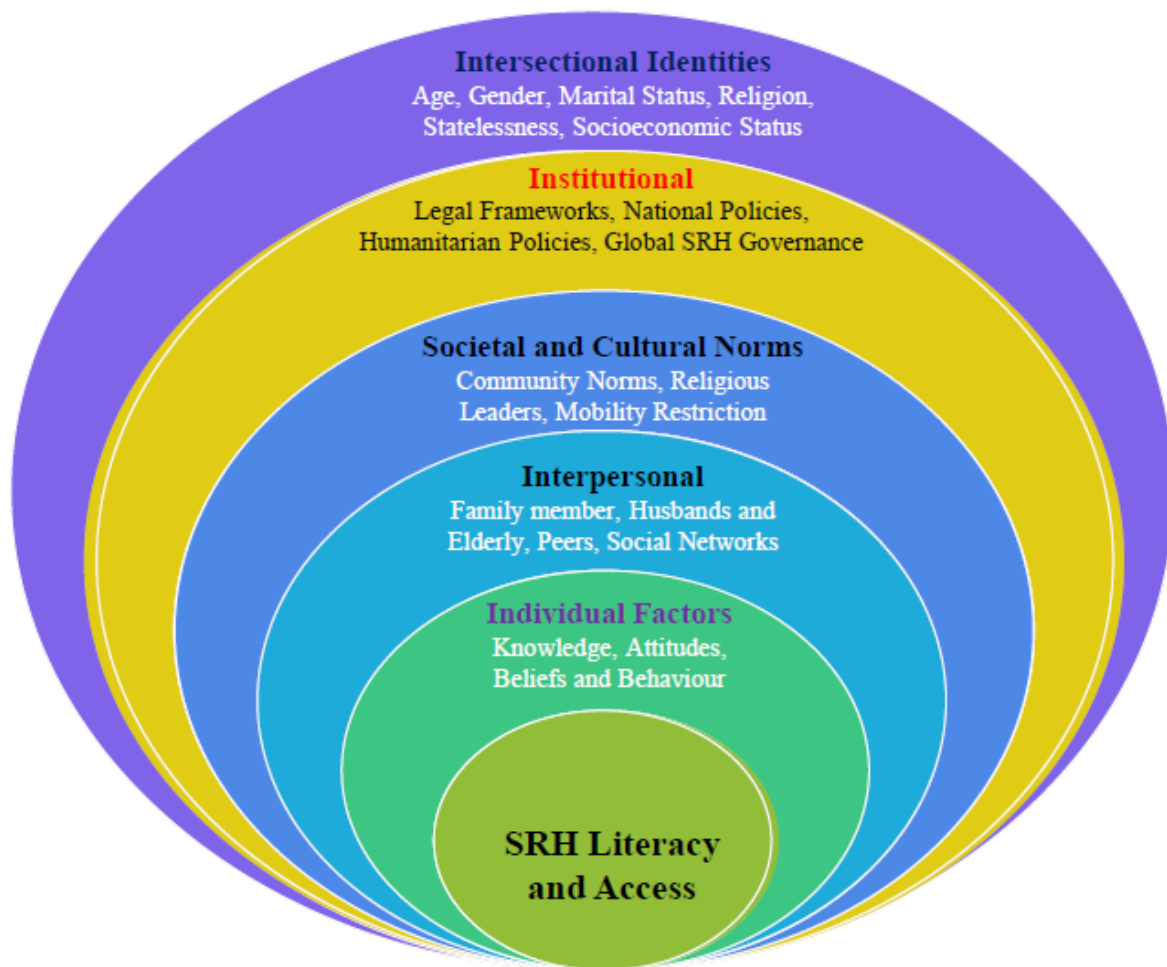 Intersectional Identities
Age, Gender, Marital Status, Religion,
Statelessness, Socioeconomic Status
Institutional
Legal Frameworks, National Policies,
Humanitarian Policies, Global SRH Governance
Societal and Cultural Norms
Community Norms, Religious
Leaders, Mobility Restriction
Interpersonal
Family member, Husbands and
Elderly, Peers, Social Networks
Individual Factors
Knowledge, Attitudes,
Beliefs and Behaviour
SRH Literacy
and Access